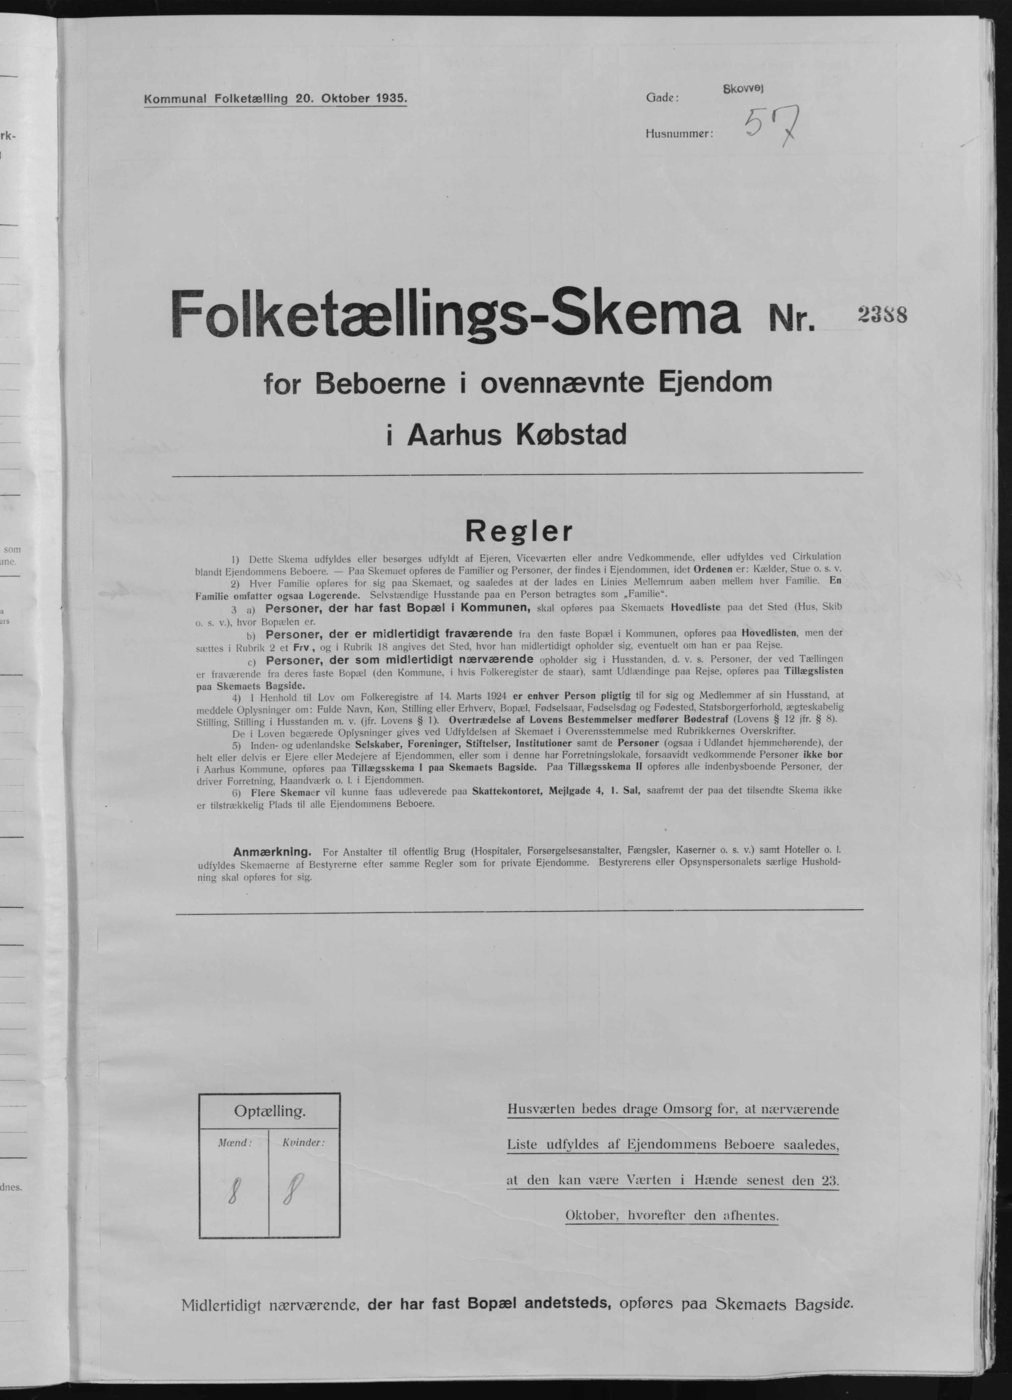 Kommunal Folketælling 20. Oktober 1935.
Gade: Skovvej
Husnummer: 57
Folketællings-Skema Nr. 2388
for Beboerne i ovennævnte Ejendom
i Aarhus Købstad
Regler
1) Dette Skema udfyldes eller besørges udfyldt af Ejeren, Viceværten eller andre Vedkommende, eller udfyldes ved Cirkulation
blandt Ejendommens Beboere. — Paa Skemaet opføres de Familier og Personer, der findes i Ejendommen, idet Ordenen er: Kælder, Stue o. s. v.
2) Hver Familie opføres for sig paa Skemaet, og saaledes at der lades en Linies Mellemrum aaben mellem hver Familie. En
Familie omfatter ogsaa Logerende. Selvstændige Husstande paa en Person betragtes som „Familie“.
3 a) Personer, der har fast Bopæl i Kommunen, skal opføres paa Skemaets Hovedliste paa det Sted (Hus, Skib
o. s. v.), hvor Bopælen er.
b) Personer, der er midlertidigt fraværende fra den faste Bopæl i Kommunen, opføres paa Hovedlisten, men der
sættes i Rubrik 2 et Frv, og i Rubrik 18 angives det Sted, hvor han midlertidigt opholder sig, eventuelt om han er paa Rejse.
c) Personer, der som midlertidigt nærværende opholder sig i Husstanden, d. v. s. Personer, der ved Tællingen
er fraværende fra deres faste Bopæl (den Kommune, i hvis Folkeregister de staar), samt Udlændinge paa Rejse, opføres paa Tillægslisten
paa Skemaets Bagside.
4) I Henhold til Lov om Folkeregistre af 14. Marts 1924 er enhver Person pligtig til for sig og Medlemmer af sin Husstand, at
meddele Oplysninger om: Fulde Navn, Køn, Stilling eller Erhverv, Bopæl, Fødselsaar, Fødselsdag og Fødested, Statsborgerforhold, ægteskabelig
Stilling, Stilling i Husstanden m. v. (jfr. Lovens § 1). Overtrædelse af Lovens Bestemmelser medfører Bødestraf (Lovens § 12 jfr. § 8).
De i Loven begærede Oplysninger gives ved Udfyldelsen af Skemaet i Overensstemmelse med Rubrikkernes Overskrifter.
5) Inden- og udenlandske Selskaber, Foreninger, Stiftelser, Institutioner samt de Personer (ogsaa i Udlandet hjemmehørende), der
helt eller delvis er Ejere eller Medejere af Ejendommen, eller som i denne har Forretningslokale, forsaavidt vedkommende Personer ikke bor
i Aarhus Kommune, opføres paa Tillægsskema I paa Skemaets Bagside. Paa Tillægsskema II opføres alle indenbysboende Personer, der
driver Forretning, Haandværk o. l. i Ejendommen.
6) Flere Skemaer vil kunne faas udleverede paa Skattekontoret, Mejlgade 4, 1. Sal, saafremt der paa det tilsendte Skema ikke
er tilstrækkelig Plads til alle Ejendommens Beboere.
Anmærkning. For Anstalter til offentlig Brug (Hospitaler, Forsørgelsesanstalter, Fængsler, Kaserner o. s. v.) samt Hoteller o. l.
udfyldes Skemaerne af Bestyrerne efter samme Regler som for private Ejendomme. Bestyrerens eller Opsynspersonalets særlige Hushold-
ning skal opføres for sig.
Optælling.
Mænd: Kvinder:
8 8
Husværten bedes drage Omsorg for, at nærværende
Liste udfyldes af Ejendommens Beboere saaledes,
at den kan være Værten i Hænde senest den 23.
Oktober, hvorefter den afhentes.
Midlertidigt nærværende, der har fast Bopæl andetsteds, opføres paa Skemaets Bagside.